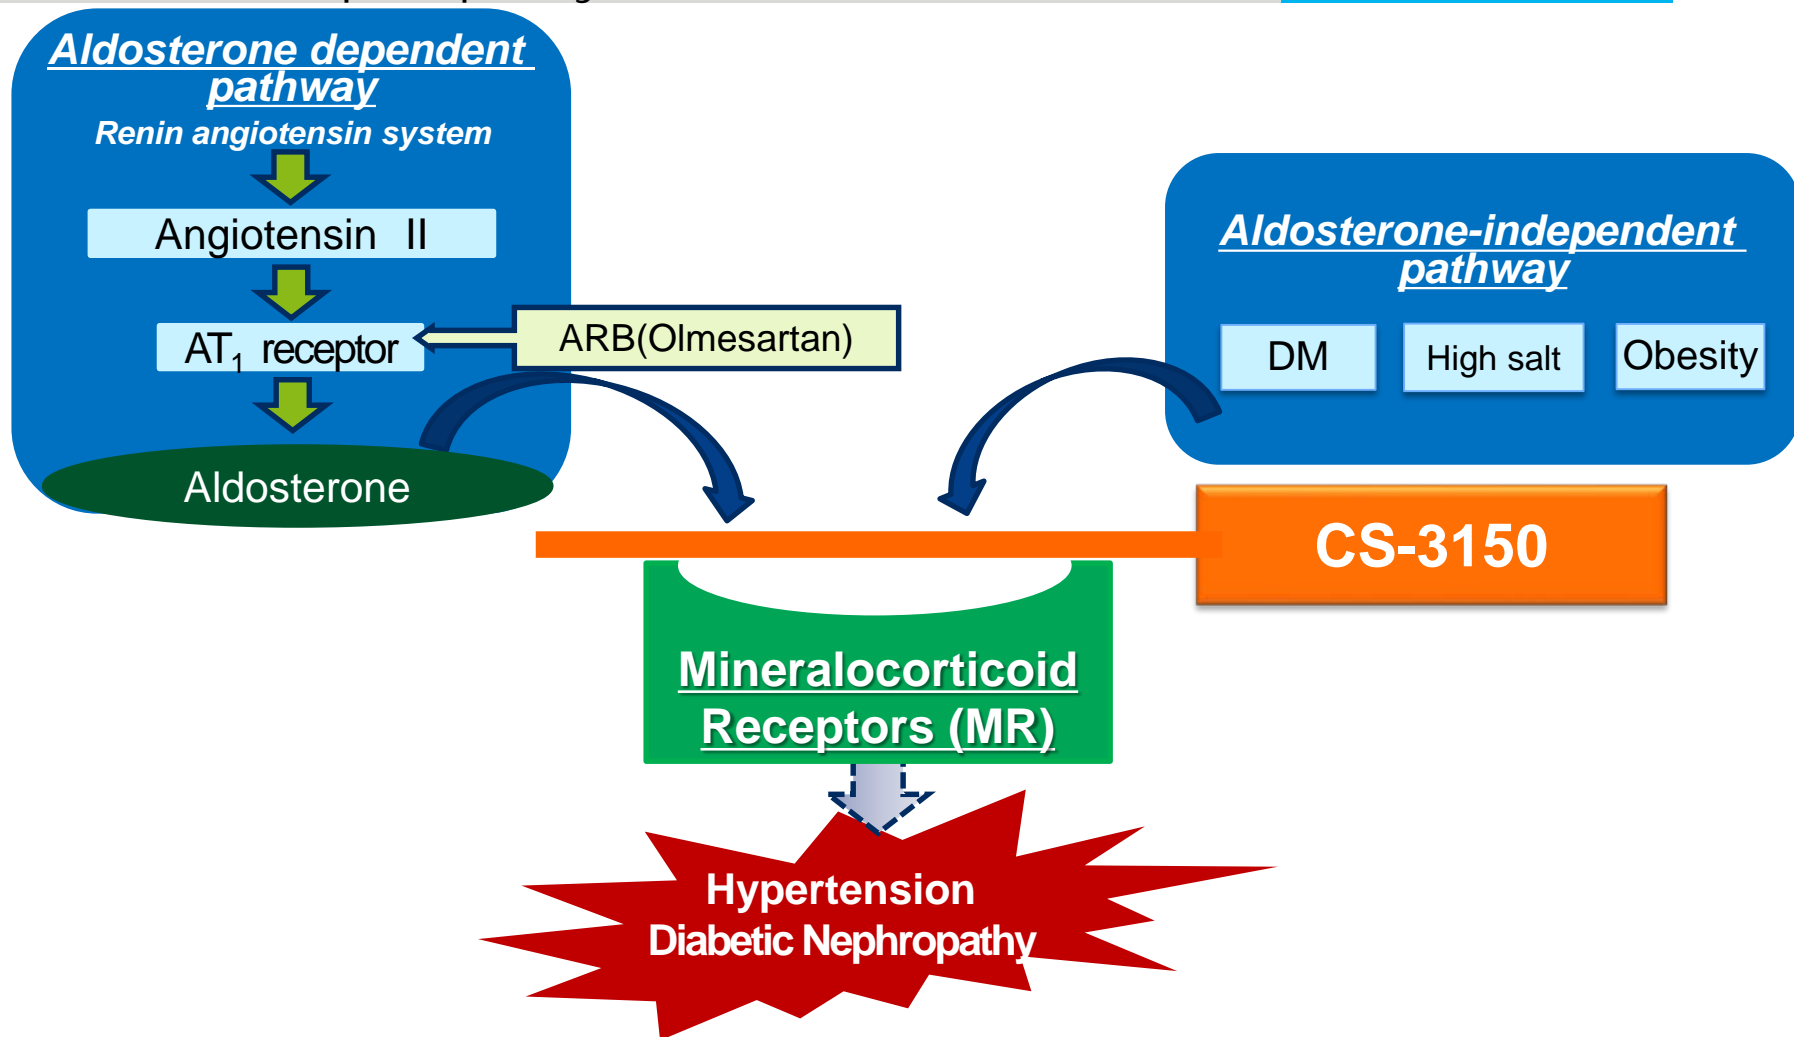 Aldosterone dependent
pathway
Renin angiotensin system
Angiotensin II
AT1 receptor
ARB(Olmesartan)
Aldosterone
Aldosterone-independent
pathway
DM
High salt
Obesity
CS-3150
Mineralocorticoid
Receptors (MR)
Hypertension
Diabetic Nephropathy